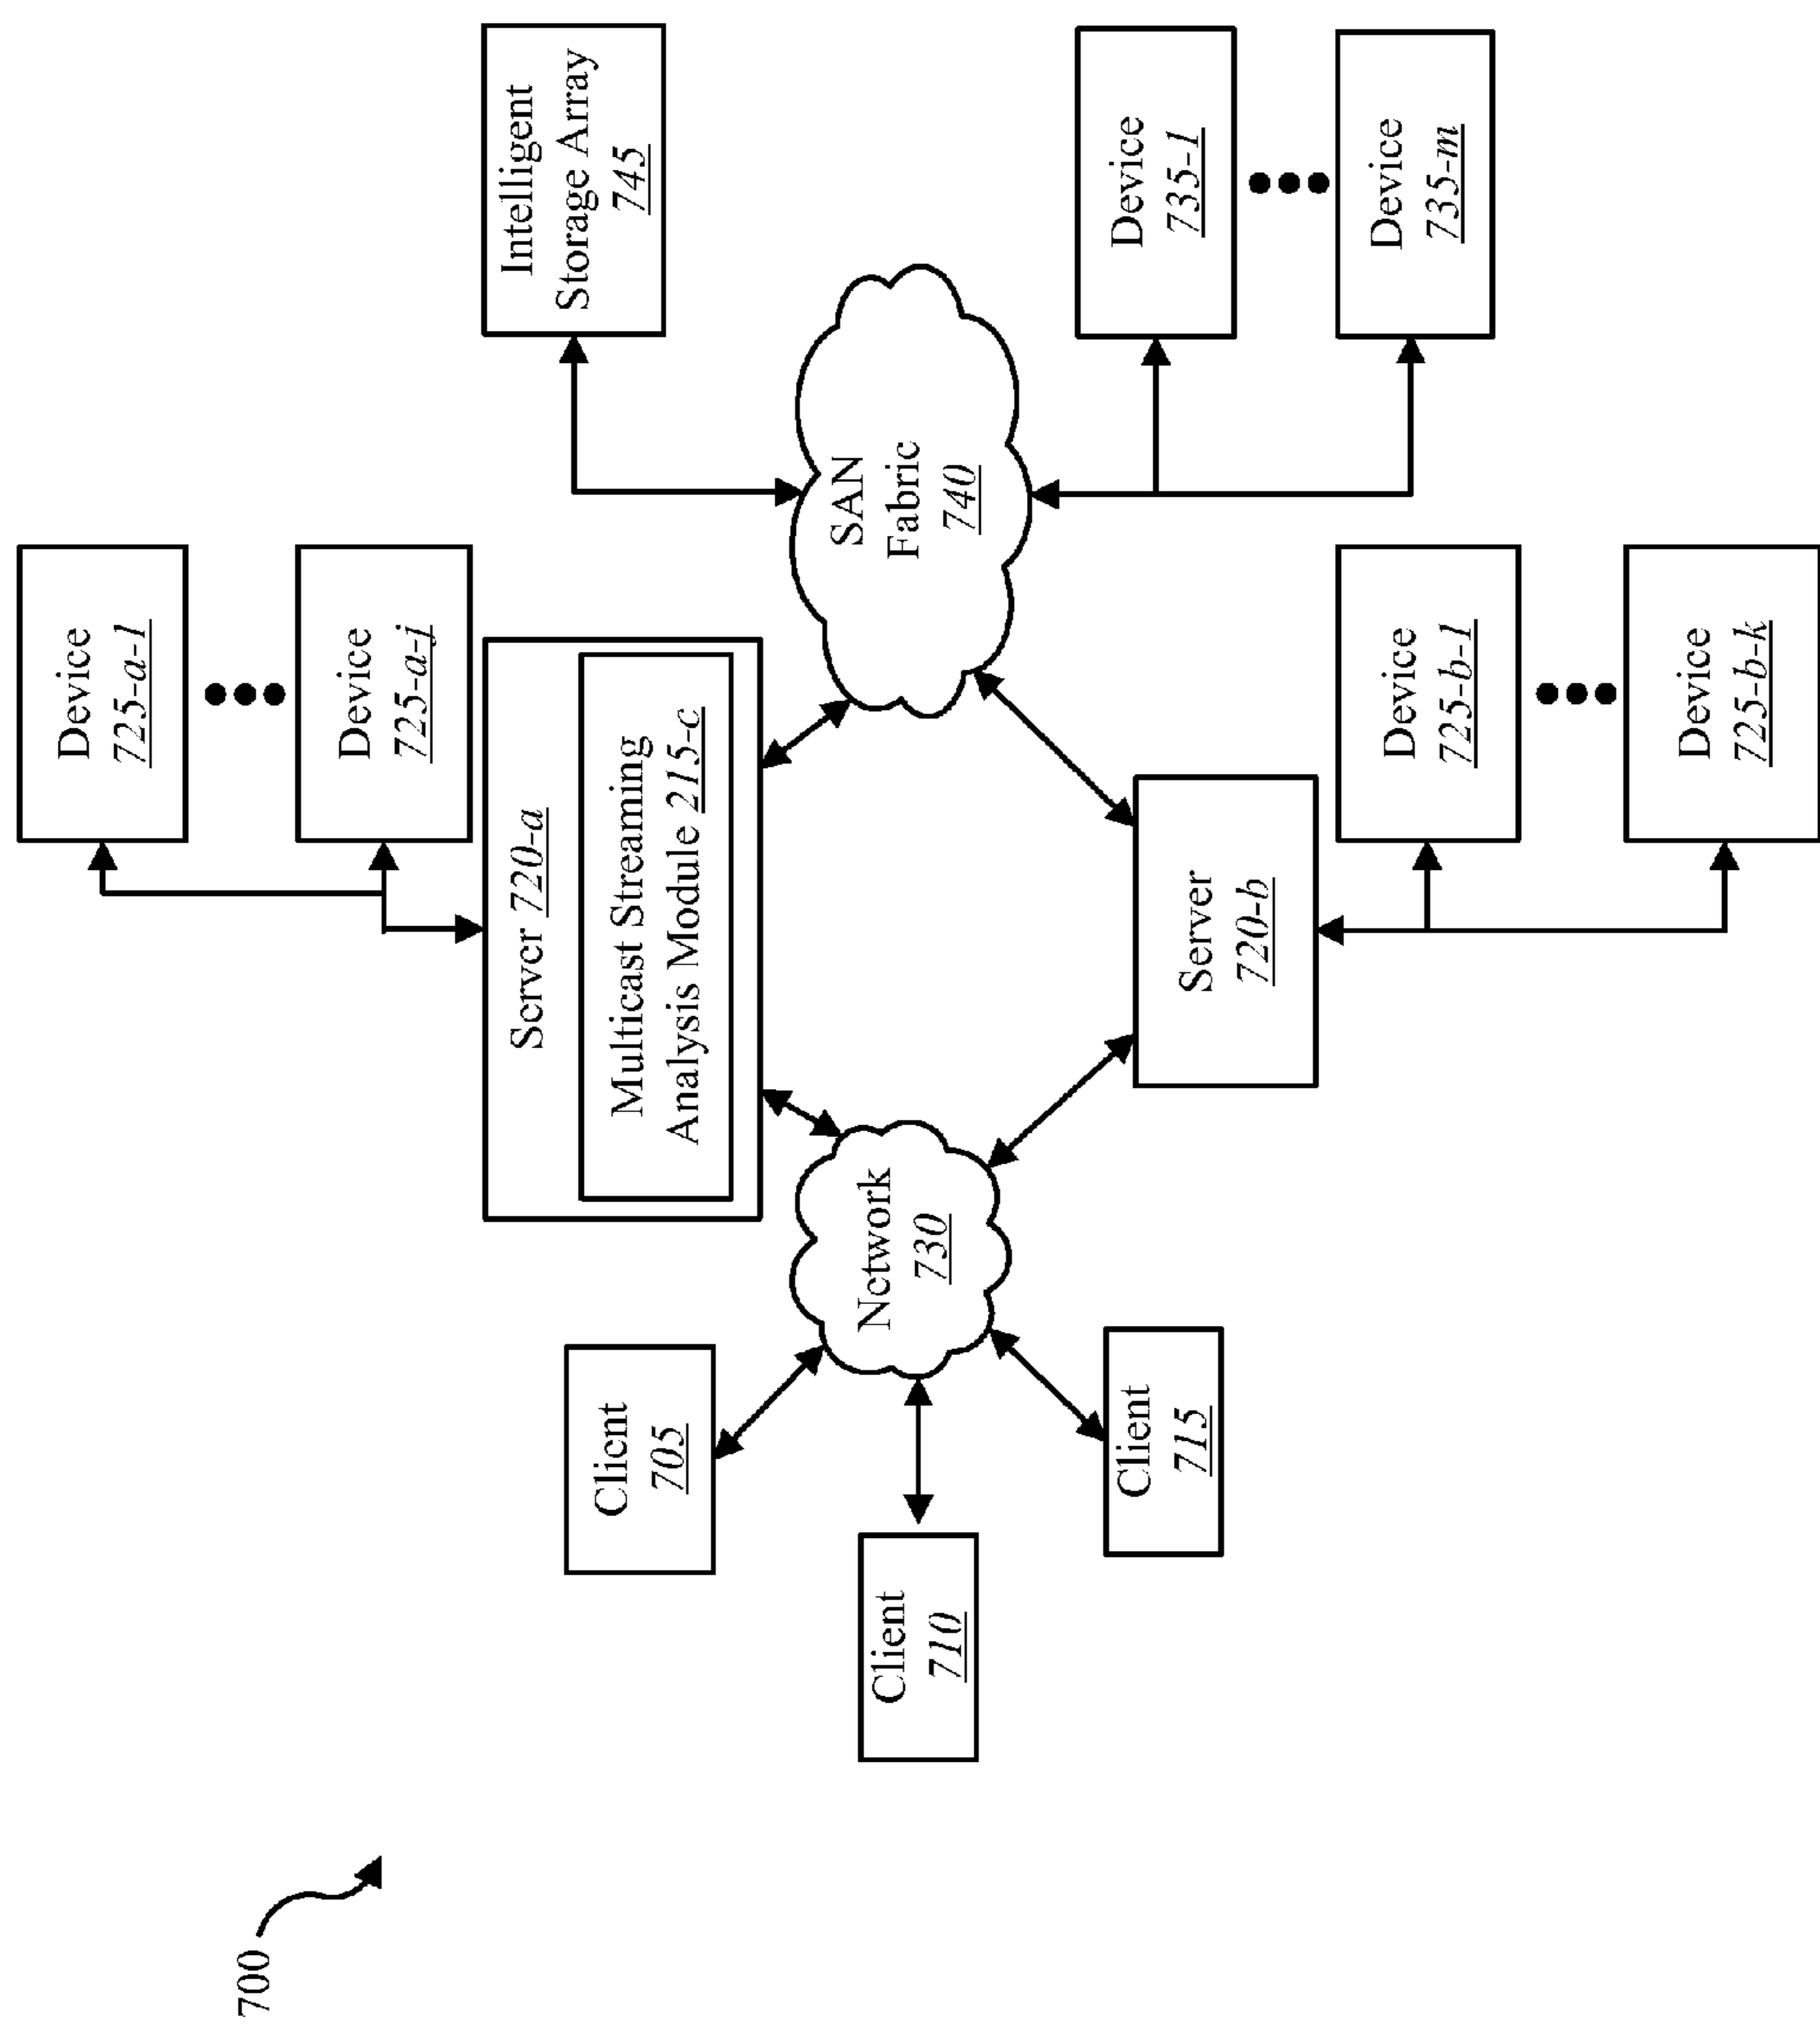 700
Device
725-a-1
Device
725-a-j
Server 720-a
Multicast Streaming
Analysis Module 215-c
Intelligent
Storage Array
745
Client
705
Client
710
Client
715
Network
730
SAN
Fabric
740
Server
720-b
Device
735-1
Device
735-m
Device
725-b-1
Device
725-b-k